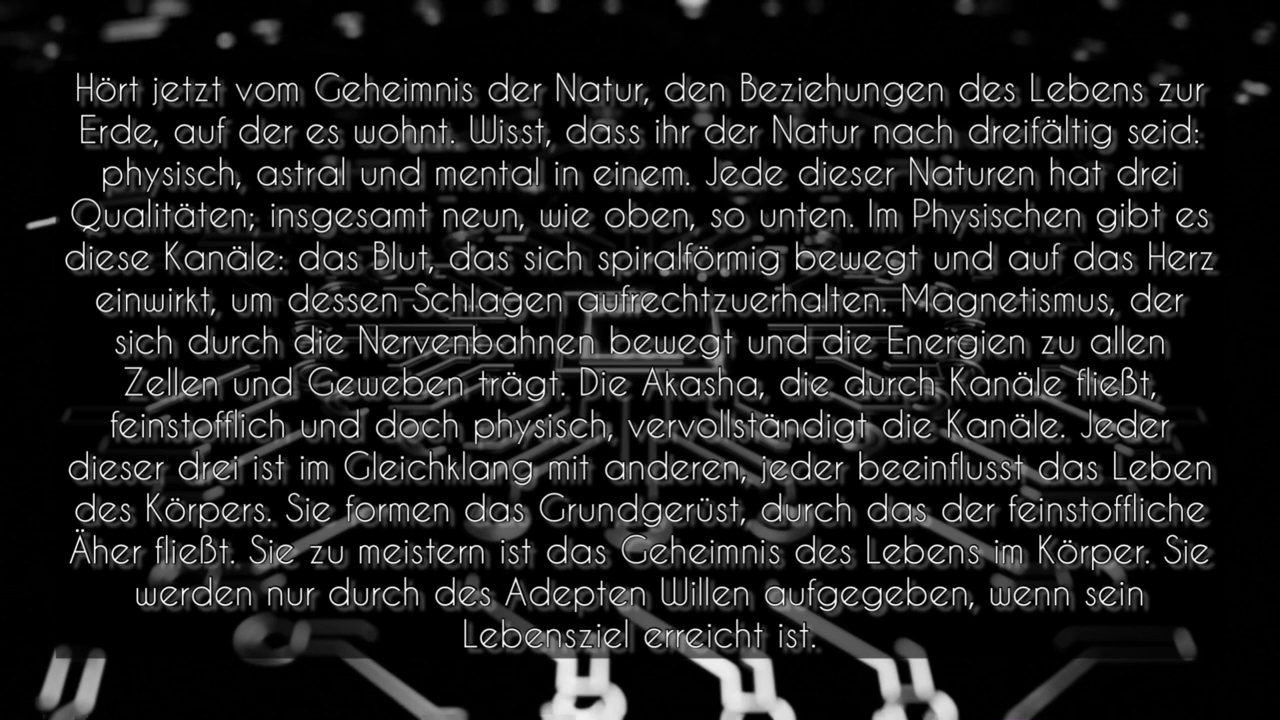 Hört jetzt vom Geheimnis der Natur, den Beziehungen des Lebens zur
Erde, auf der es wohnt. Wisst, dass ihr der Natur nach dreifältig seid:
physisch, astral und mental in einem. Jede dieser Naturen hat drei
Qualitäten; insgesamt neun, wie oben, so unten. Im Physischen gibt es
diese Kanäle: das Blut, das sich spiralförmig bewegt und auf das Herz
einwirkt, um dessen Schlagen aufrechtzuerhalten. Magnetismus, der
sich durch die Nervenbahnen bewegt und die Energien zu allen
Zellen und Geweben trägt. Die Akasha, die durch Kanäle fließt,
feinstofflich und doch physisch, vervollständigt die Kanäle. Jeder
dieser drei ist im Gleichklang mit anderen, jeder beeinflusst das Leben
des Körpers. Sie formen das Grundgerüst, durch das der feinstoffliche
Äher fließt. Sie zu meistern ist das Geheimnis des Lebens im Körper. Sie
werden nur durch des Adepten Willen aufgegeben, wenn sein
Lebensziel erreicht ist.